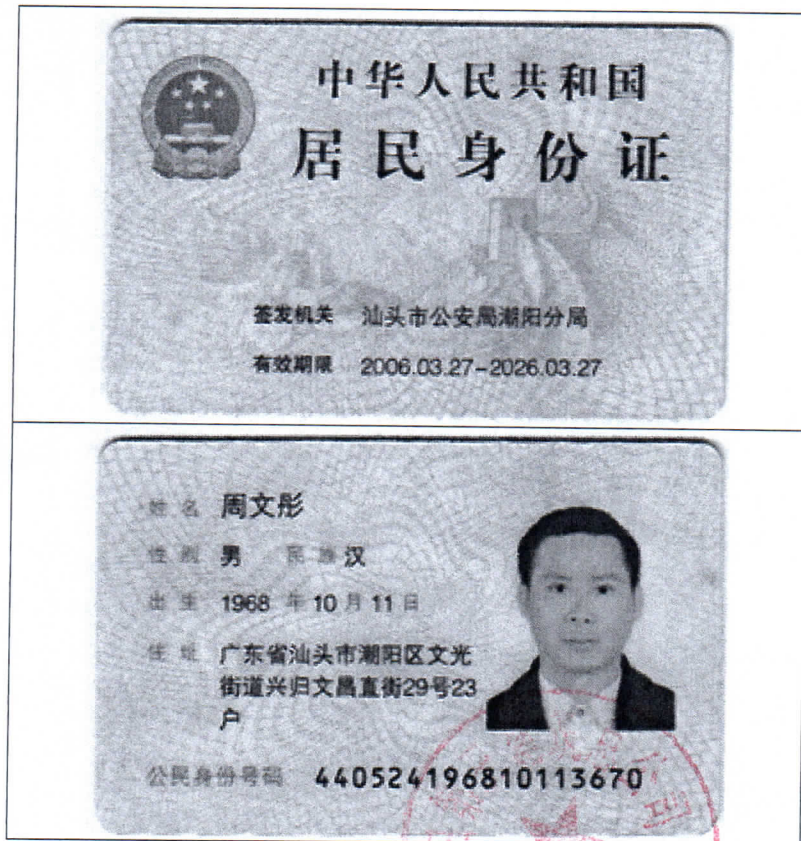 中华人民共和国
居民身份证
签发机关 汕头市公安局潮阳分局
有效期限 2006.03.27-2026.03.27
姓名 周文彤
性别 男 民族 汉
出生 1968 年 10 月 11 日
住址 广东省汕头市潮阳区文光
街道兴归文昌直街29号23
户
公民身份号码 440524196810113670